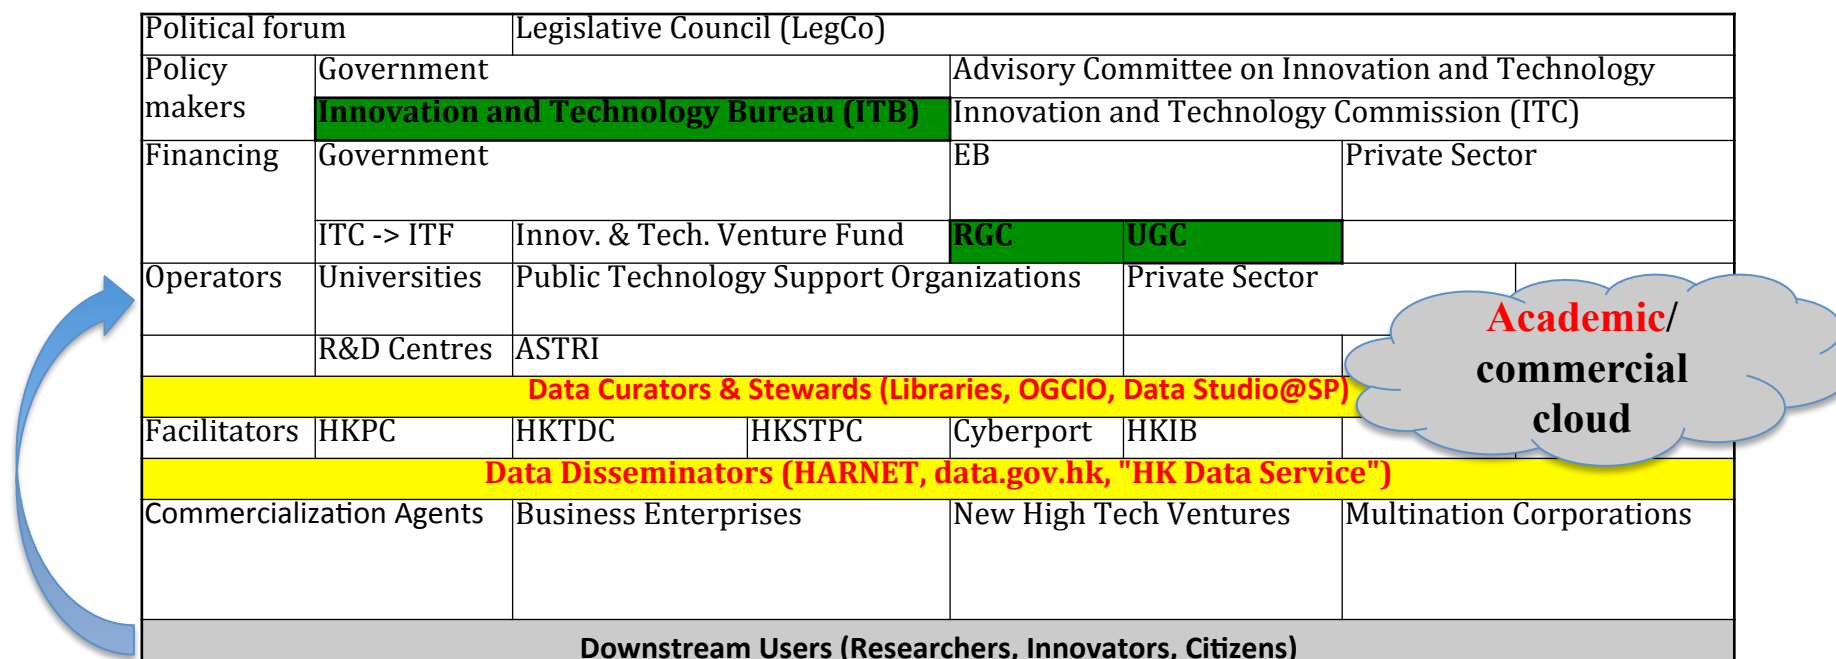 Political forum Legislative Council (LegCo)
Policy makers Government Advisory Committee on Innovation and Technology
Innovation and Technology Bureau (ITB) Innovation and Technology Commission (ITC)
Financing Government EB Private Sector
ITC -> ITF Innov. & Tech. Venture Fund RGC UGC
Operators Universities Public Technology Support Organizations Private Sector
R&D Centres ASTRI
Academic/
commercial
cloud
Data Curators & Stewards (Libraries, OGCIO, Data Studio@SP)
Facilitators HKPC HKTDC HKSTPC Cyberport HKIB
Data Disseminators (HARNET, data.gov.hk, "HK Data Service")
Commercialization Agents Business Enterprises New High Tech Ventures Multination Corporations
Downstream Users (Researchers, Innovators, Citizens)